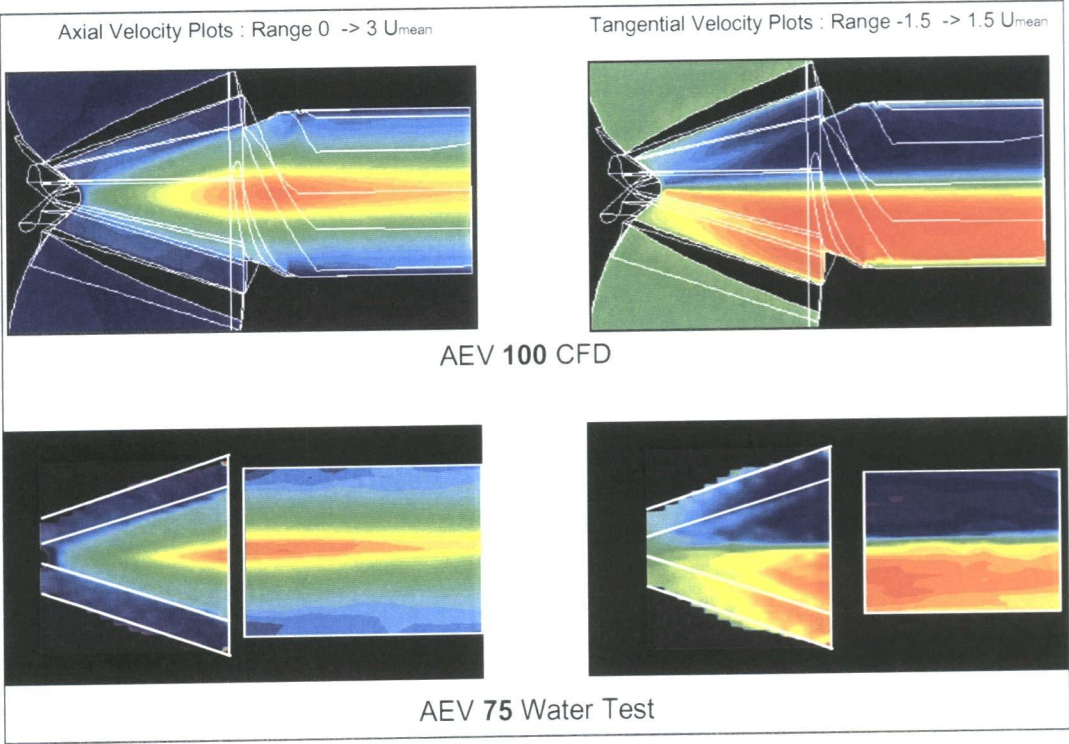 Axial Velocity Plots : Range 0 -> 3 Umean
Tangential Velocity Plots : Range -1.5 -> 1.5 Umean
AEV 100 CFD
AEV 75 Water Test